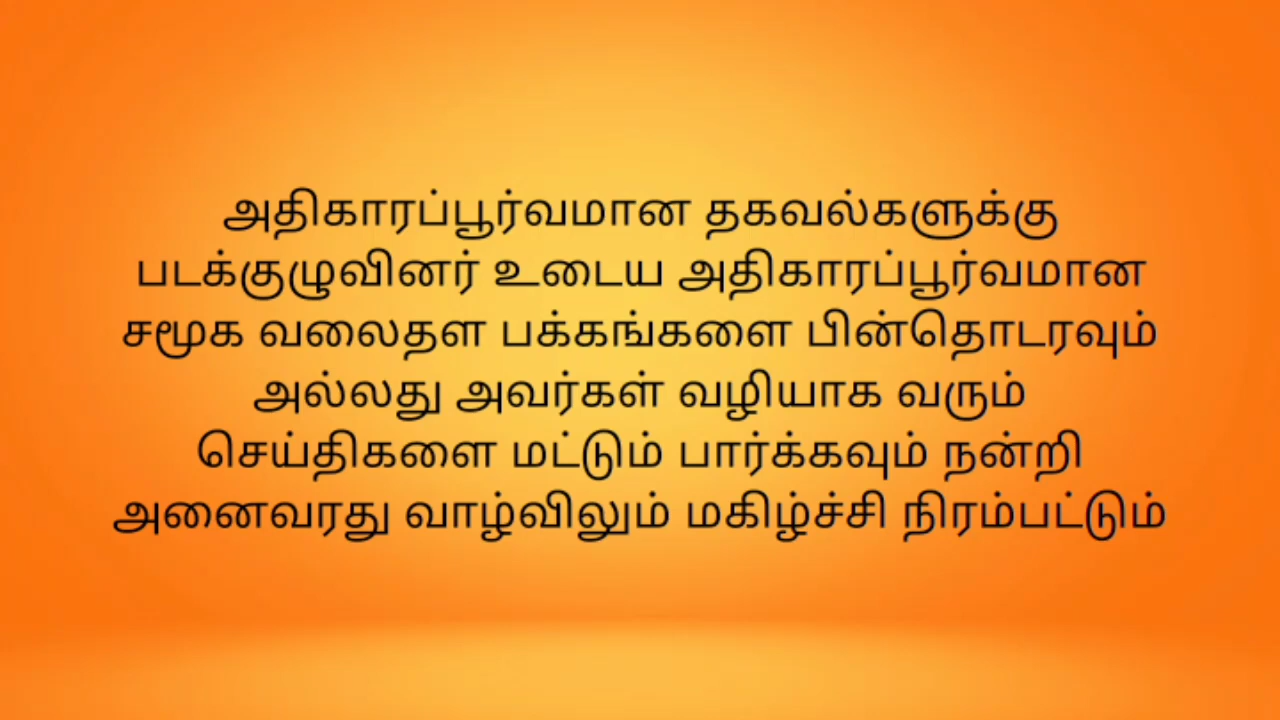 அதிகாரப்பூர்வமான தகவல்களுக்கு
படக்குழுவினர் உடைய அதிகாரப்பூர்வமான
சமூக வலைதள பக்கங்களை பின்தொடரவும்
அல்லது அவர்கள் வழியாக வரும்
செய்திகளை மட்டும் பார்க்கவும் நன்றி
அனைவரது வாழ்விலும் மகிழ்ச்சி நிரம்பட்டும்